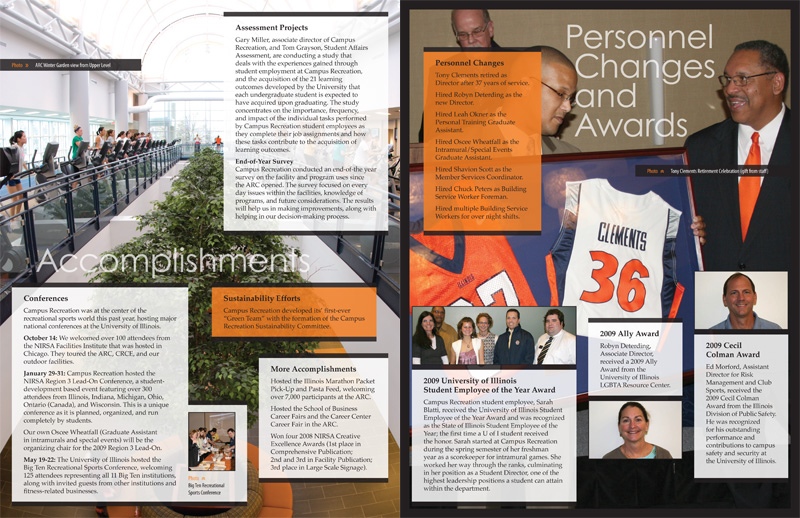 Photo
ARC Winter Garden view from Upper Level
Accomplishments
Assessment Projects
Gary Miller, associate director of Campus
Recreation, and Tom Grayson, Student Affairs
Assessment, are conducting a study that
deals with the experiences gained through
student employment at Campus Recreation,
and the acquisition of the 21 learning
outcomes developed by the University that
each undergraduate student is expected to
have acquired upon graduating. The study
concentrates on the importance, frequency,
and impact of the individual tasks performed
by Campus Recreation student employees as
they complete their job assignments and how
these tasks contribute to the acquisition of
learning outcomes.
End-of-Year Survey
Campus Recreation conducted an end-of-the year
survey on the facility and program uses since
the ARC opened. The survey focused on every
day issues within the facilities, knowledge of
programs, and future considerations. The results
will help us in making improvements, along with
helping in our decision-making process.
Conferences
Campus Recreation was at the center of the
recreational sports world this past year, hosting major
national conferences at the University of Illinois.
October 14: We welcomed over 100 attendees from
the NIRSA Facilities Institute that was hosted in
Chicago. They toured the ARC, CRCE, and our
outdoor facilities.
January 29-31: Campus Recreation hosted the
NIRSA Region 3 Lead-On Conference, a student-
development based event featuring over 300
attendees from Illinois, Indiana, Michigan, Ohio,
Ontario (Canada), and Wisconsin. This is a unique
conference as it is planned, organized, and run
completely by students.
Our own Oscee Wheatfall (Graduate Assistant
in intramurals and special events) will be the
organizing chair for the 2009 Region 3 Lead-On.
May 19-22: The University of Illinois hosted the
Big Ten Recreational Sports Conference, welcoming
125 attendees representing all 11 Big Ten institutions,
along with invited guests from other institutions and
fitness-related businesses.
Photo
Big Ten Recreational
Sports Conference
Sustainability Efforts
Campus Recreation developed its' first-ever
"Green Team" with the formation of the Campus
Recreation Sustainability Committee.
More Accomplishments
Hosted the Illinois Marathon Packet
Pick-Up and Pasta Feed, welcoming
over 7,000 participants at the ARC.
Hosted the School of Business
Career Fairs and the Career Center
Career Fair in the ARC.
Won four 2008 NIRSA Creative
Excellence Awards (1st place in
Comprehensive Publication;
2nd and 3rd in Facility Publication;
3rd place in Large Scale Signage).
Personnel
Changes
and
Awards
Personnel Changes
Tony Clements retired as
Director after 37 years of service.
Hired Robyn Deterding as the
new Director.
Hired Leah Okner as the
Personal Training Graduate
Assistant.
Hired Oscee Wheatfall as the
Intramural/Special Events
Graduate Assistant.
Hired Shavion Scott as the
Member Services Coordinator.
Hired Chuck Peters as Building
Service Worker Foreman.
Hired multiple Building Service
Workers for over night shifts.
Photo
Tony Clements Retirement Celebration (gift from staff)
CLEMENTS
36
2009 University of Illinois
Student Employee of the Year Award
Campus Recreation student employee, Sarah
Blatti, received the University of Illinois Student
Employee of the Year Award and was recognized
as the State of Illinois Student Employee of the
Year; the first time a U of I student received
the honor. Sarah started at Campus Recreation
during the spring semester of her freshman
year as a scorekeeper for intramural games. She
worked her way through the ranks, culminating
in her position as a Student Director, one of the
highest leadership positions a student can attain
within the department.
2009 Ally Award
Robyn Deterding,
Associate Director,
received a 2009 Ally
Award from the
University of Illinois
LGBTA Resource Center.
2009 Cecil
Colman Award
Ed Morford, Assistant
Director for Risk
Management and Club
Sports, received the
2009 Cecil Colman
Award from the Illinois
Division of Public Safety.
He was recognized
for his outstanding
performance and
contributions to campus
safety and security at
the University of Illinois.